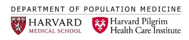 DEPARTMENT OF POPULATION MEDICINE
HARVARD
MEDICAL SCHOOL
Harvard Pilgrim
Health Care Institute